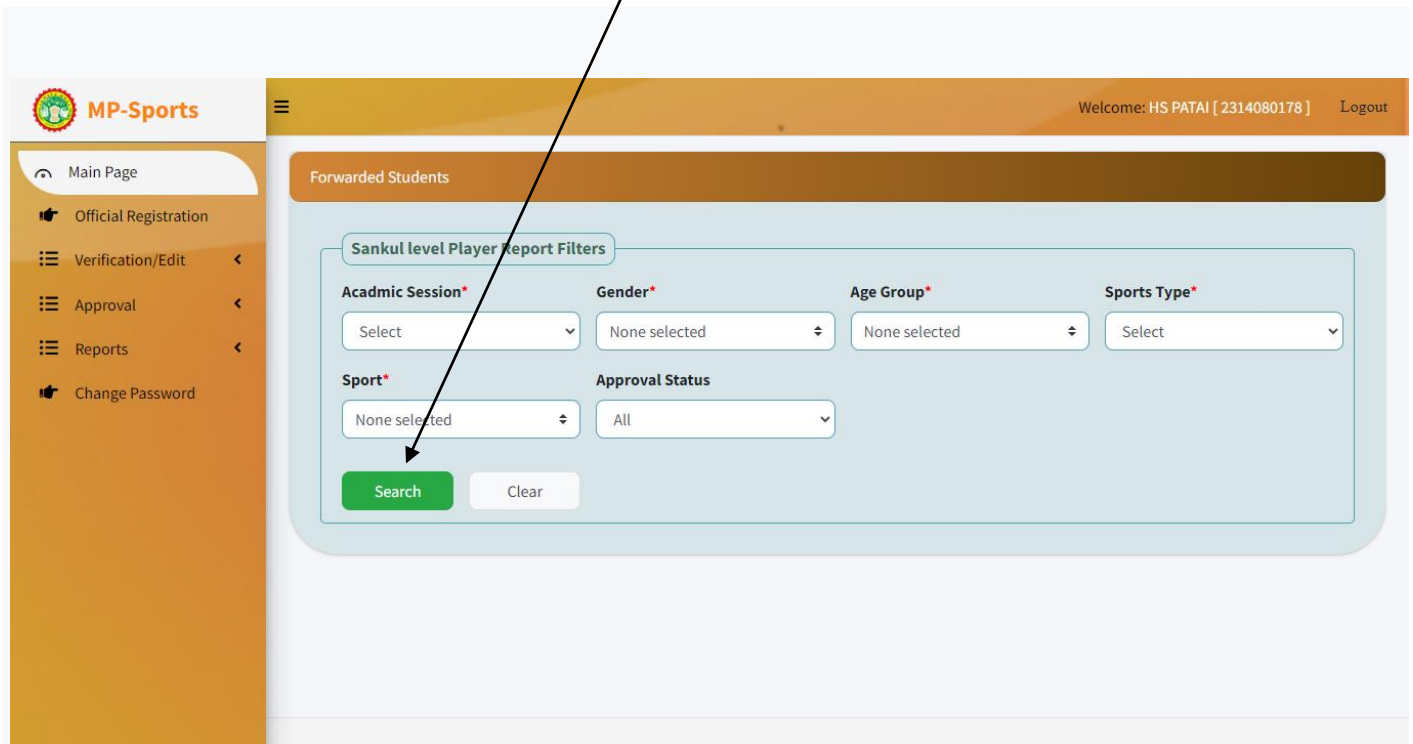 MP-Sports
Welcome: HS PATAI [ 2314080178 ] Logout
Main Page
Official Registration
Verification/Edit
Approval
Reports
Change Password
Forwarded Students
Sankul level Player Report Filters
Acadmic Session* Gender* Age Group* Sports Type*
Select None selected None selected Select
Sport* Approval Status
None selected All
Search Clear